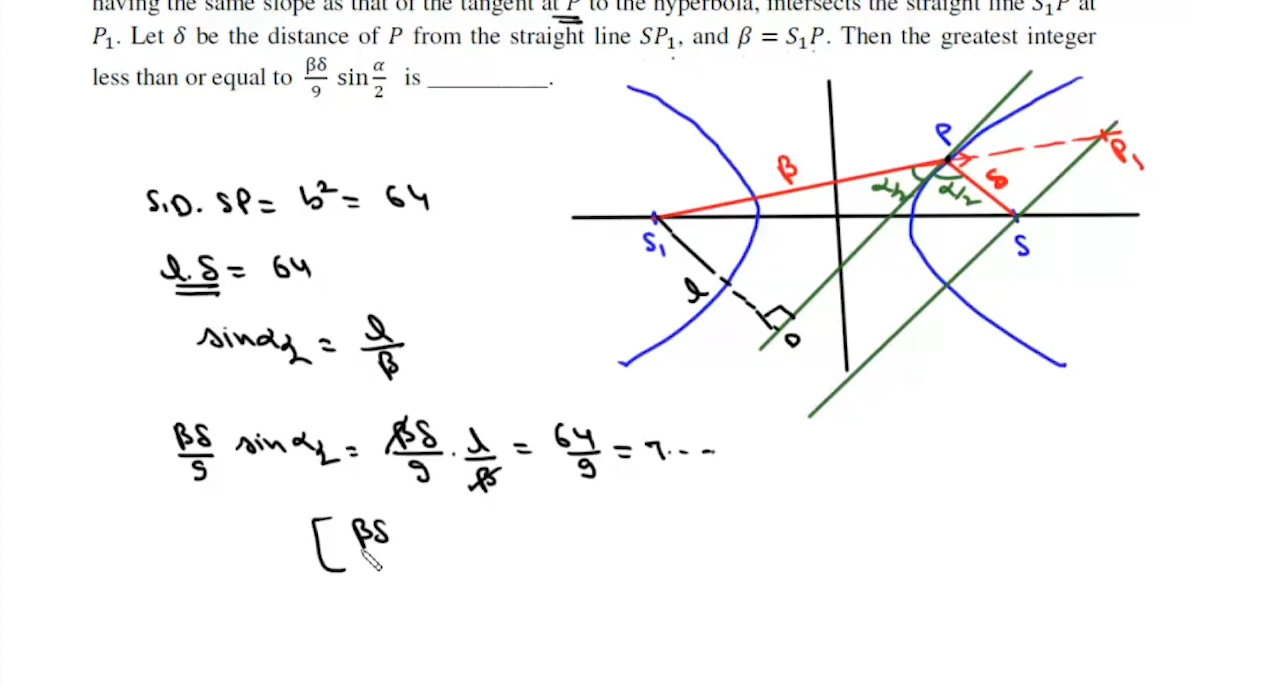 having the same slope as that of the tangent at P to the hyperbola, intersects the straight line S₁P at
P₁. Let δ be the distance of P from the straight line SP₁, and β = S₁P. Then the greatest integer
less than or equal to βδ/9 sin α/2 is __________.
S₁D. SP = b² = 64
l.δ = 64
sin α/2 = l/β
βδ/9 sin α/2 = βδ/9 . l/β = 64/9 = 7...
[ βδ
P
P₁
β
δ
α/2
α/2
S₁
S
l
D